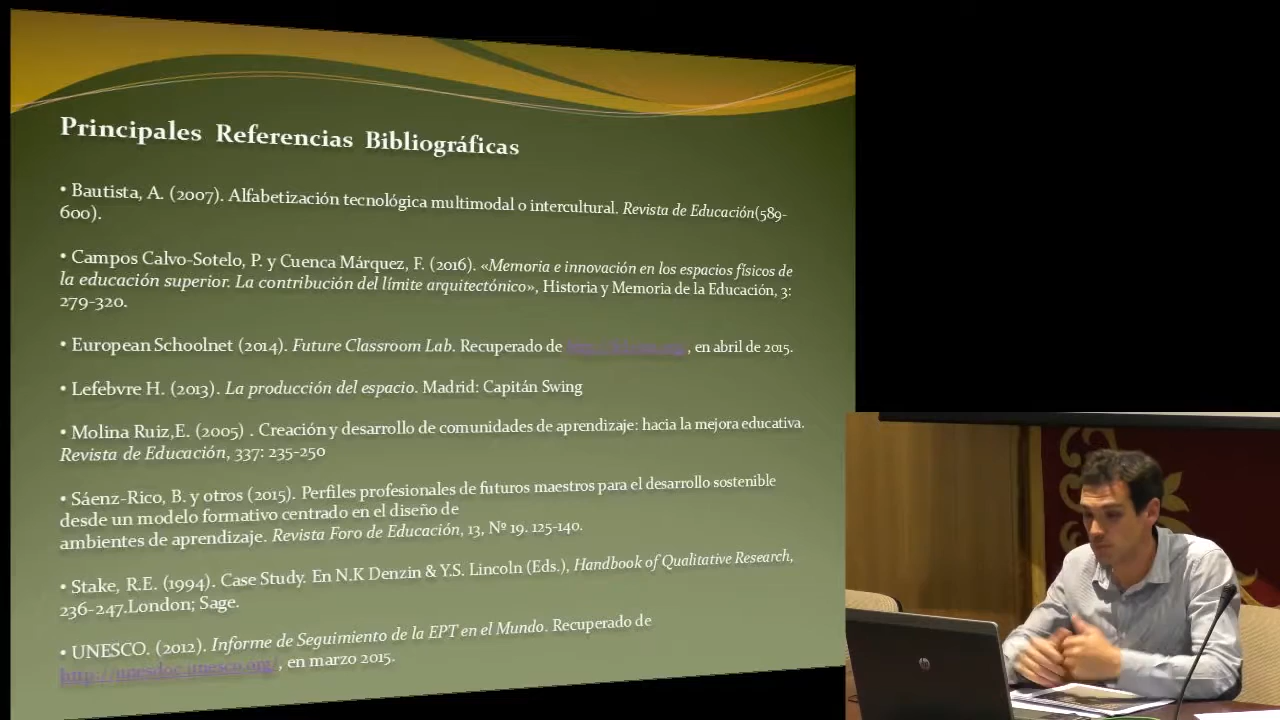 Principales Referencias Bibliográficas
• Bautista, A. (2007). Alfabetización tecnológica multimodal o intercultural. Revista de Educación(589-
600).
• Campos Calvo-Sotelo, P. y Cuenca Márquez, F. (2016). «Memoria e innovación en los espacios físicos de
la educación superior. La contribución del límite arquitectónico», Historia y Memoria de la Educación, 3:
279-320.
• European Schoolnet (2014). Future Classroom Lab. Recuperado de , en abril de 2015.
• Lefebvre H. (2013). La producción del espacio. Madrid: Capitán Swing
• Molina Ruiz,E. (2005) . Creación y desarrollo de comunidades de aprendizaje: hacia la mejora educativa.
Revista de Educación, 337: 235-250
• Sáenz-Rico, B. y otros (2015). Perfiles profesionales de futuros maestros para el desarrollo sostenible
desde un modelo formativo centrado en el diseño de
ambientes de aprendizaje. Revista Foro de Educación, 13, Nº 19. 125-140.
• Stake, R.E. (1994). Case Study. En N.K Denzin & Y.S. Lincoln (Eds.), Handbook of Qualitative Research,
236-247.London; Sage.
• UNESCO. (2012). Informe de Seguimiento de la EPT en el Mundo. Recuperado de
http://unesdoc.unesco.org/, en marzo 2015.
hp